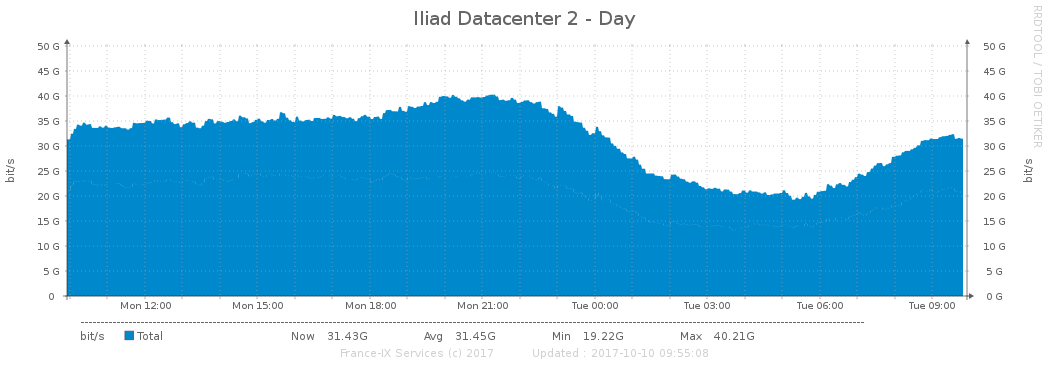 Iliad Datacenter 2 - Day
RRDTOOL / TOBI OETIKER
50 G 50 G
45 G 45 G
40 G 40 G
35 G 35 G
30 G 30 G
25 G 25 G
20 G 20 G
15 G 15 G
10 G 10 G
5 G 5 G
0 0 G
bit/s bit/s
Mon 12:00 Mon 15:00 Mon 18:00 Mon 21:00 Tue 00:00 Tue 03:00 Tue 06:00 Tue 09:00
bit/s Total Now 31.43G Avg 31.45G Min 19.22G Max 40.21G
France-IX Services (c) 2017 Updated : 2017-10-10 09:55:08